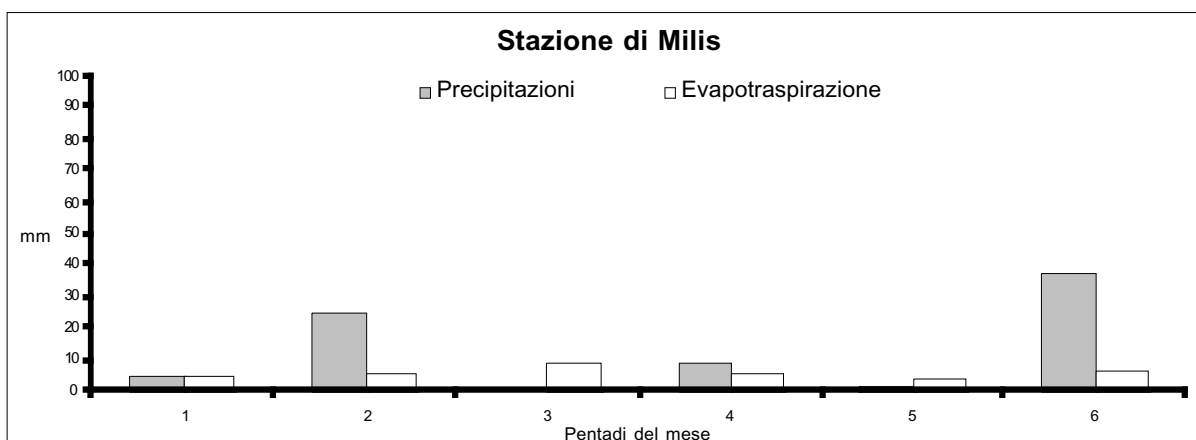 Stazione di Milis
Precipitazioni Evapotraspirazione
100
90
80
70
60
50
mm
40
30
20
10
0
1 2 3 4 5 6
Pentadi del mese